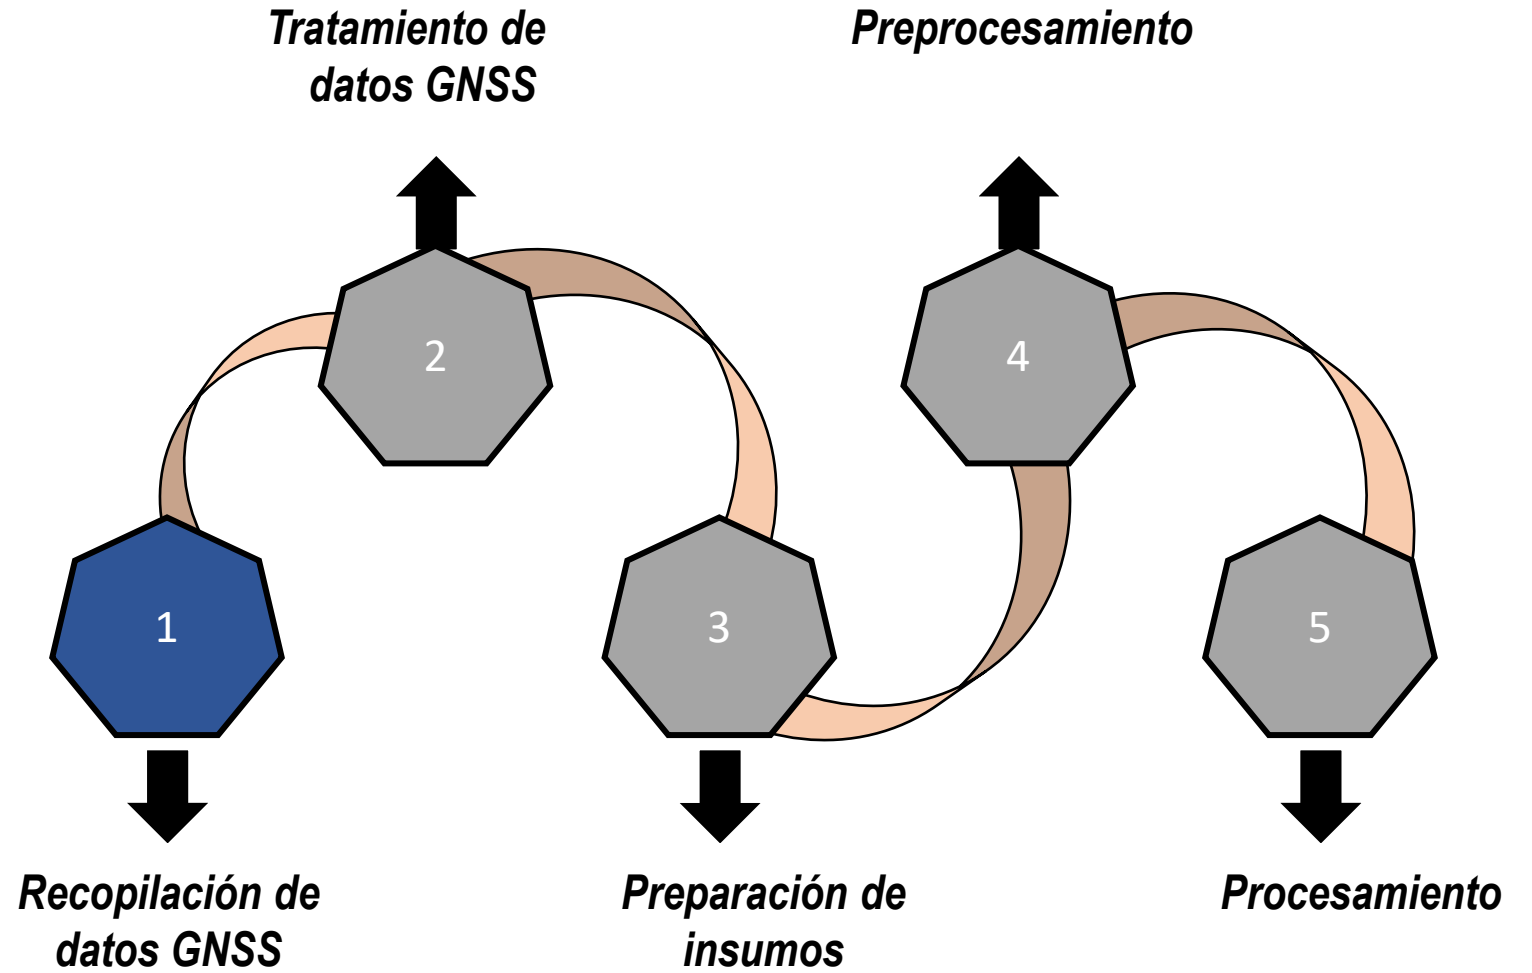 Tratamiento de
datos GNSS
Preprocesamiento
2
4
1
3
5
Recopilación de
datos GNSS
Preparación de
insumos
Procesamiento